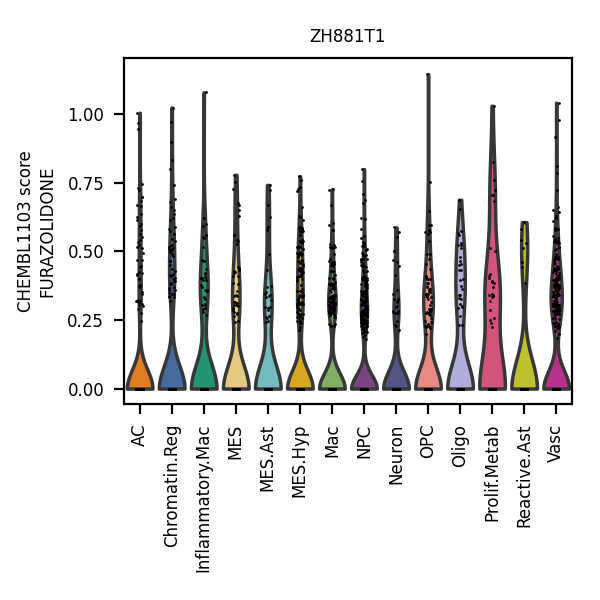 ZH881T1
CHEMBL1103 score
FURAZOLIDONE
1.00
0.75
0.50
0.25
0.00
AC
Chromatin.Reg
Inflammatory.Mac
MES
MES.Ast
MES.Hyp
Mac
NPC
Neuron
OPC
Oligo
Prolif.Metab
Reactive.Ast
Vasc